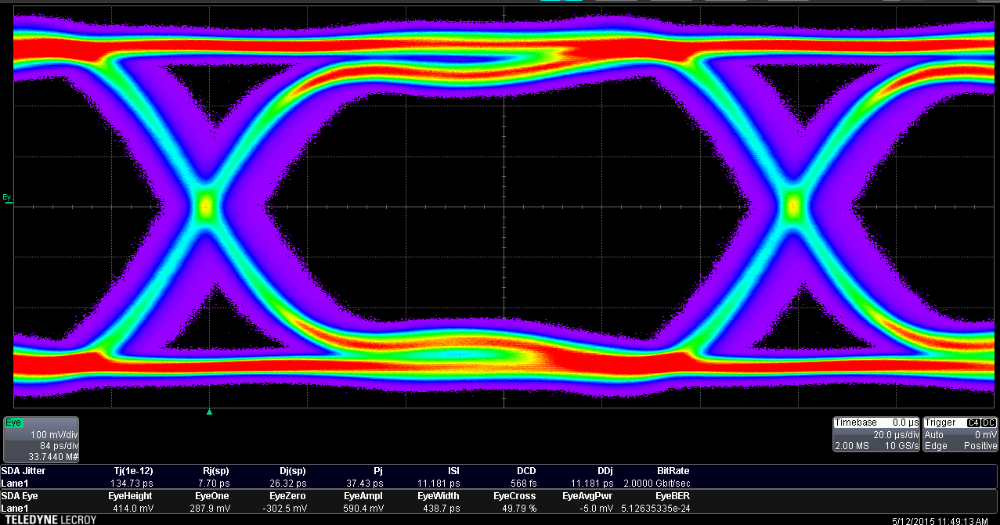 Ey.
Eye
100 mV/div
84 ps/div
33.7440 M#
Timebase 0.0 µs
20.0 µs/div
2.00 MS 10 GS/s
Trigger C4 DC
Auto 0 mV
Edge Positive
SDA Jitter Tj(1e-12) Rj(sp) Dj(sp) Pj ISI DCD DDj BitRate
Lane1 134.73 ps 7.70 ps 26.32 ps 37.43 ps 11.181 ps 568 fs 11.181 ps 2.0000 Gbit/sec
SDA Eye EyeHeight EyeOne EyeZero EyeAmpl EyeWidth EyeCross EyeAvgPwr EyeBER
Lane1 414.0 mV 287.9 mV -302.5 mV 590.4 mV 438.7 ps 49.79 % -5.0 mV 5.12635335e-24
TELEDYNE LECROY 5/12/2015 11:49:13 AM